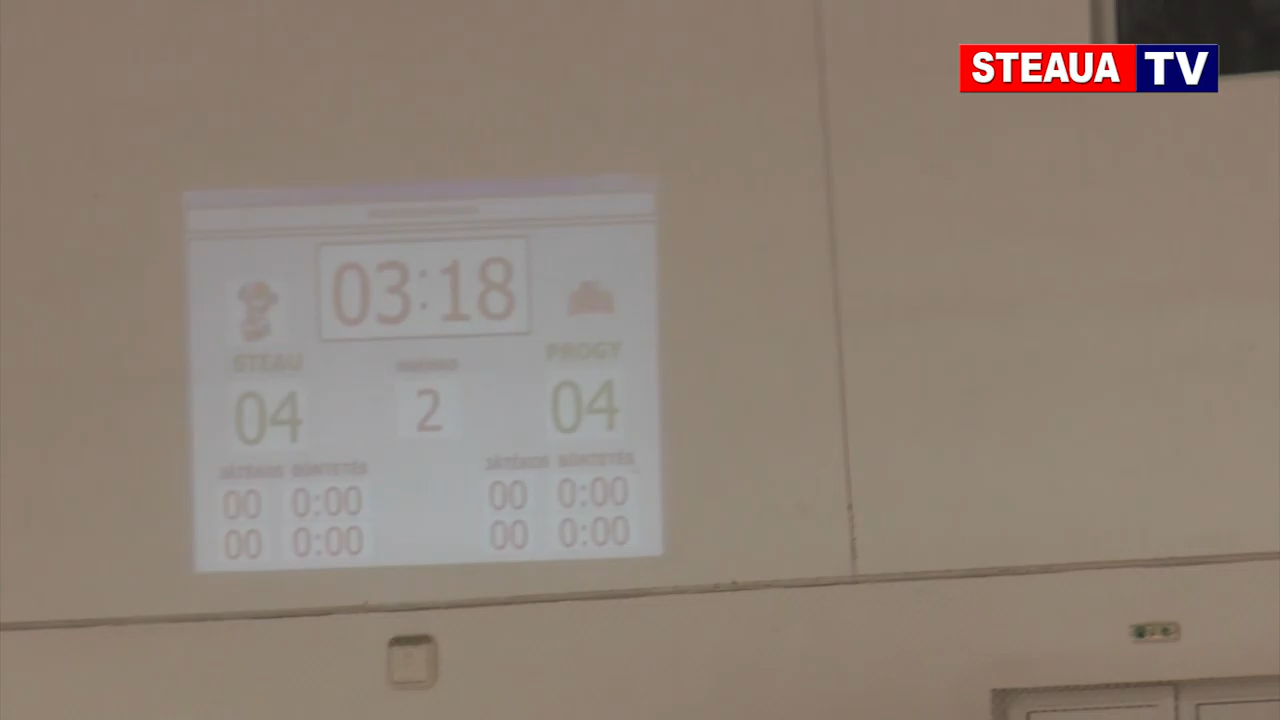 STEAUA TV
03:18
STEAU PROGY
HARMAD
04 2 04
JÁTÉKOS BÜNTETÉS JÁTÉKOS BÜNTETÉS
00 0:00 00 0:00
00 0:00 00 0:00